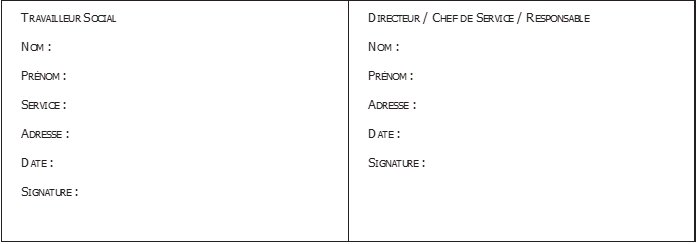 Travailleur Social
Nom :
Prénom :
Service :
Adresse :
Date :
Signature :
Directeur / Chef de Service / Responsable
Nom :
Prénom :
Adresse :
Date :
Signature :